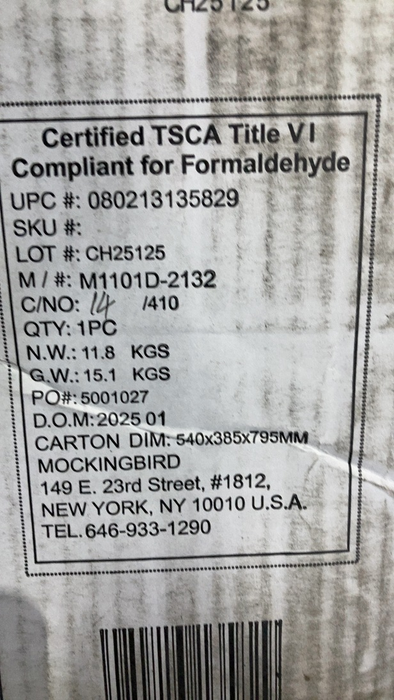 CH25125
Certified TSCA Title VI
Compliant for Formaldehyde
UPC #: 080213135829
SKU #:
LOT #: CH25125
M / #: M1101D-2132
C/NO: 14 /410
QTY: 1PC
N.W.: 11.8 KGS
G.W.: 15.1 KGS
PO#: 5001027
D.O.M: 2025 01
CARTON DIM: 540x385x795MM
MOCKINGBIRD
149 E. 23rd Street, #1812,
NEW YORK, NY 10010 U.S.A.
TEL. 646-933-1290